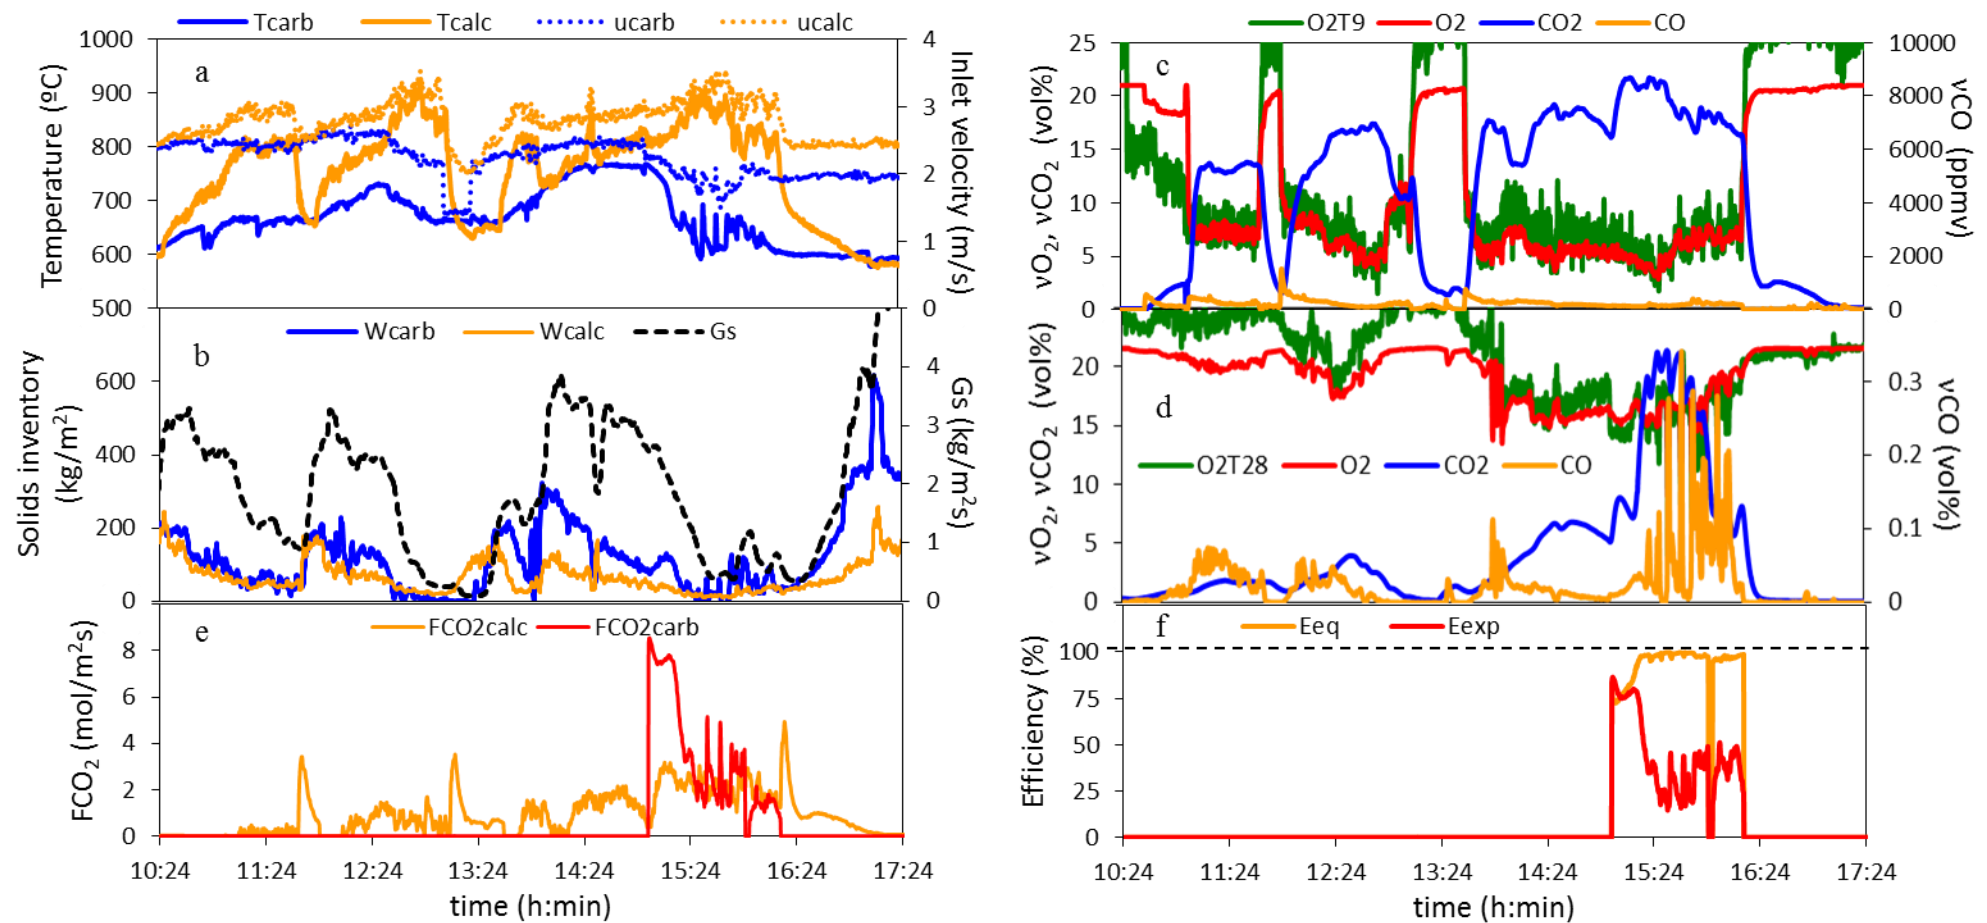 Tcarb Tcalc ucarb ucalc
1000
900
800
700
600
500
Temperature (ºC)
a
4
3
2
1
0
Inlet velocity (m/s)
Wcarb Wcalc Gs
b
600
400
200
0
Solids inventory
(kg/m²)
4
3
2
1
0
Gs (kg/m²s)
e
FCO2calc FCO2carb
8
6
4
2
0
FCO₂ (mol/m²s)
10:24 11:24 12:24 13:24 14:24 15:24 16:24 17:24
time (h:min)
O2T9 O2 CO2 CO
25
20
15
10
5
0
νO₂, νCO₂ (vol%)
c
10000
8000
6000
4000
2000
0
νCO (ppmv)
d
O2T28 O2 CO2 CO
20
15
10
5
0
νO₂, νCO₂ (vol%)
0.3
0.2
0.1
0
νCO (vol%)
f
Eeq Eexp
100
75
50
25
0
Efficiency (%)
10:24 11:24 12:24 13:24 14:24 15:24 16:24 17:24
time (h:min)